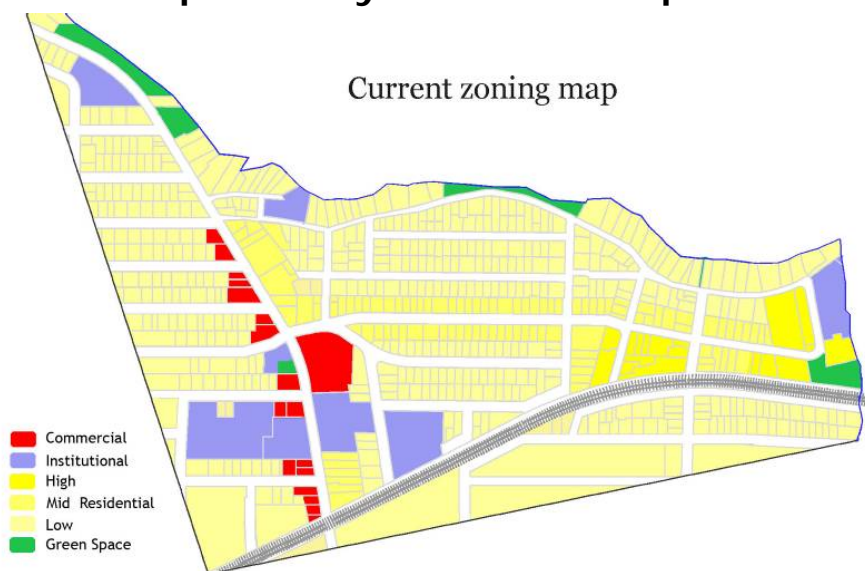 Current zoning map
Commercial
Institutional
High
Mid Residential
Low
Green Space